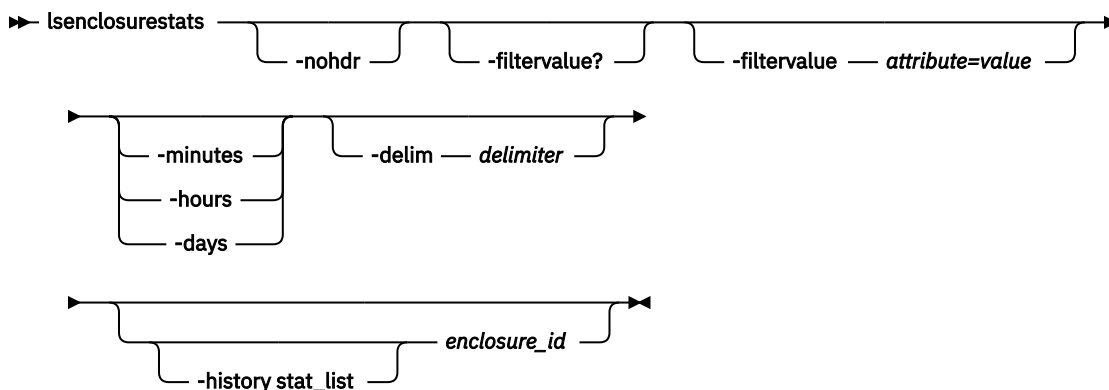 lsenclosurestats -nohdr -filtervalue? -filtervalue attribute=value
-minutes -delim delimiter
-hours
-days
enclosure_id
-history stat_list